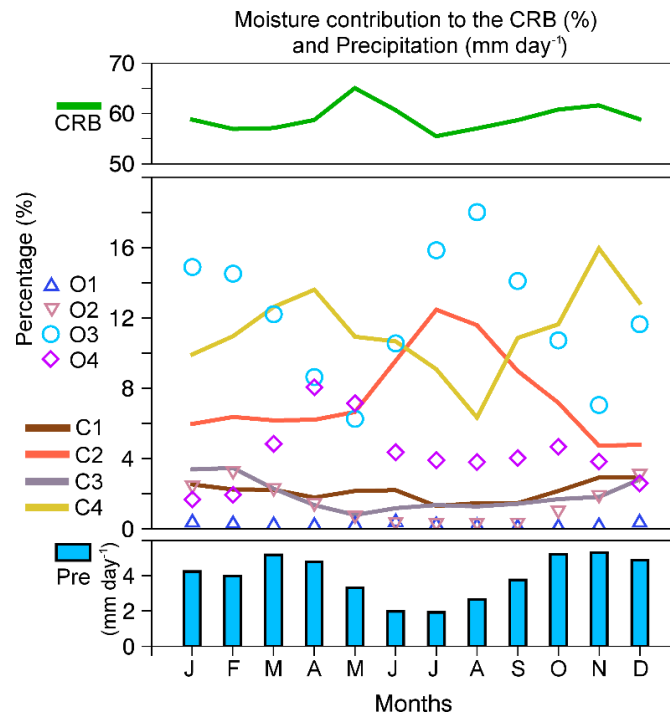 Moisture contribution to the CRB (%)
and Precipitation (mm day⁻¹)
70
60
50
CRB
Percentage (%)
16
12
8
4
0
O1
O2
O3
O4
C1
C2
C3
C4
Pre
(mm day⁻¹)
4
2
0
J F M A M J J A S O N D
Months